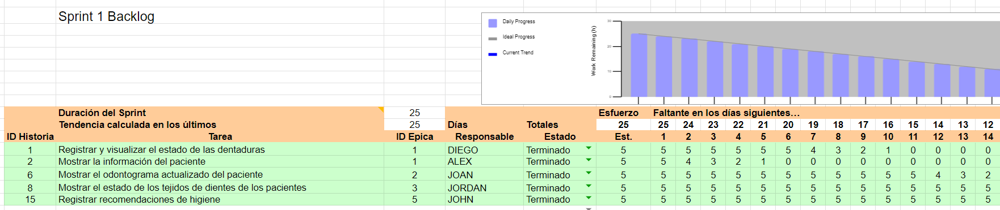 Sprint 1 Backlog
Daily Progress
Ideal Progress
Current Trend
Work Remaining (h)
30
20
10
0
Duración del Sprint 25 Esfuerzo Faltante en los días siguientes...
Tendencia calculada en los últimos 25 Días Totales 25 25 24 23 22 21 20 19 18 17 16 15 14 13 12
ID Historia Tarea ID Epica Responsable Estado Est. 1 2 3 4 5 6 7 8 9 10 11 12 13 14
1 Registrar y visualizar el estado de las dentaduras 1 DIEGO Terminado 5 5 5 5 5 5 5 4 3 2 1 0 0 0 0
2 Mostrar la información del paciente 1 ALEX Terminado 5 5 4 3 2 1 0 0 0 0 0 0 0 0 0
6 Mostrar el odontograma actualizado del paciente 2 JOAN Terminado 5 5 5 5 5 5 5 5 5 5 5 5 4 3 2
8 Mostrar el estado de los tejidos de dientes de los pacientes 3 JORDAN Terminado 5 5 5 5 5 5 5 5 5 5 5 5 5 5 5
15 Registrar recomendaciones de higiene 5 JOHN Terminado 5 5 5 5 5 5 5 5 5 5 5 5 5 5 5